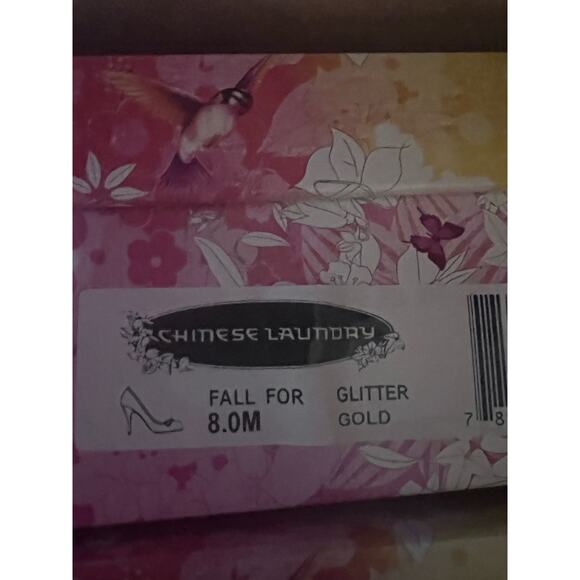 CHINESE LAUNDRY
FALL FOR GLITTER
8.0M GOLD
7 8